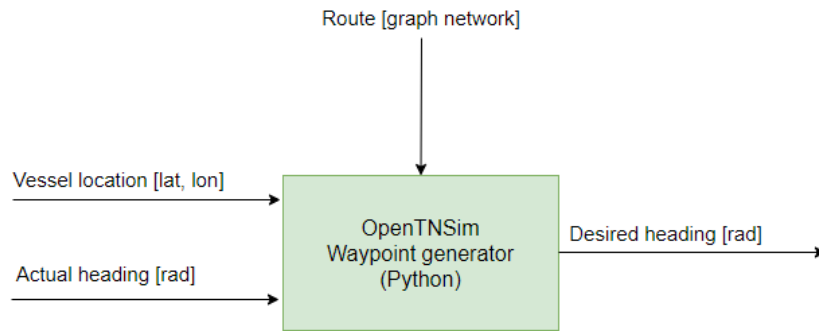 Route [graph network]
Vessel location [lat, lon]
OpenTNSim
Waypoint generator
(Python)
Desired heading [rad]
Actual heading [rad]